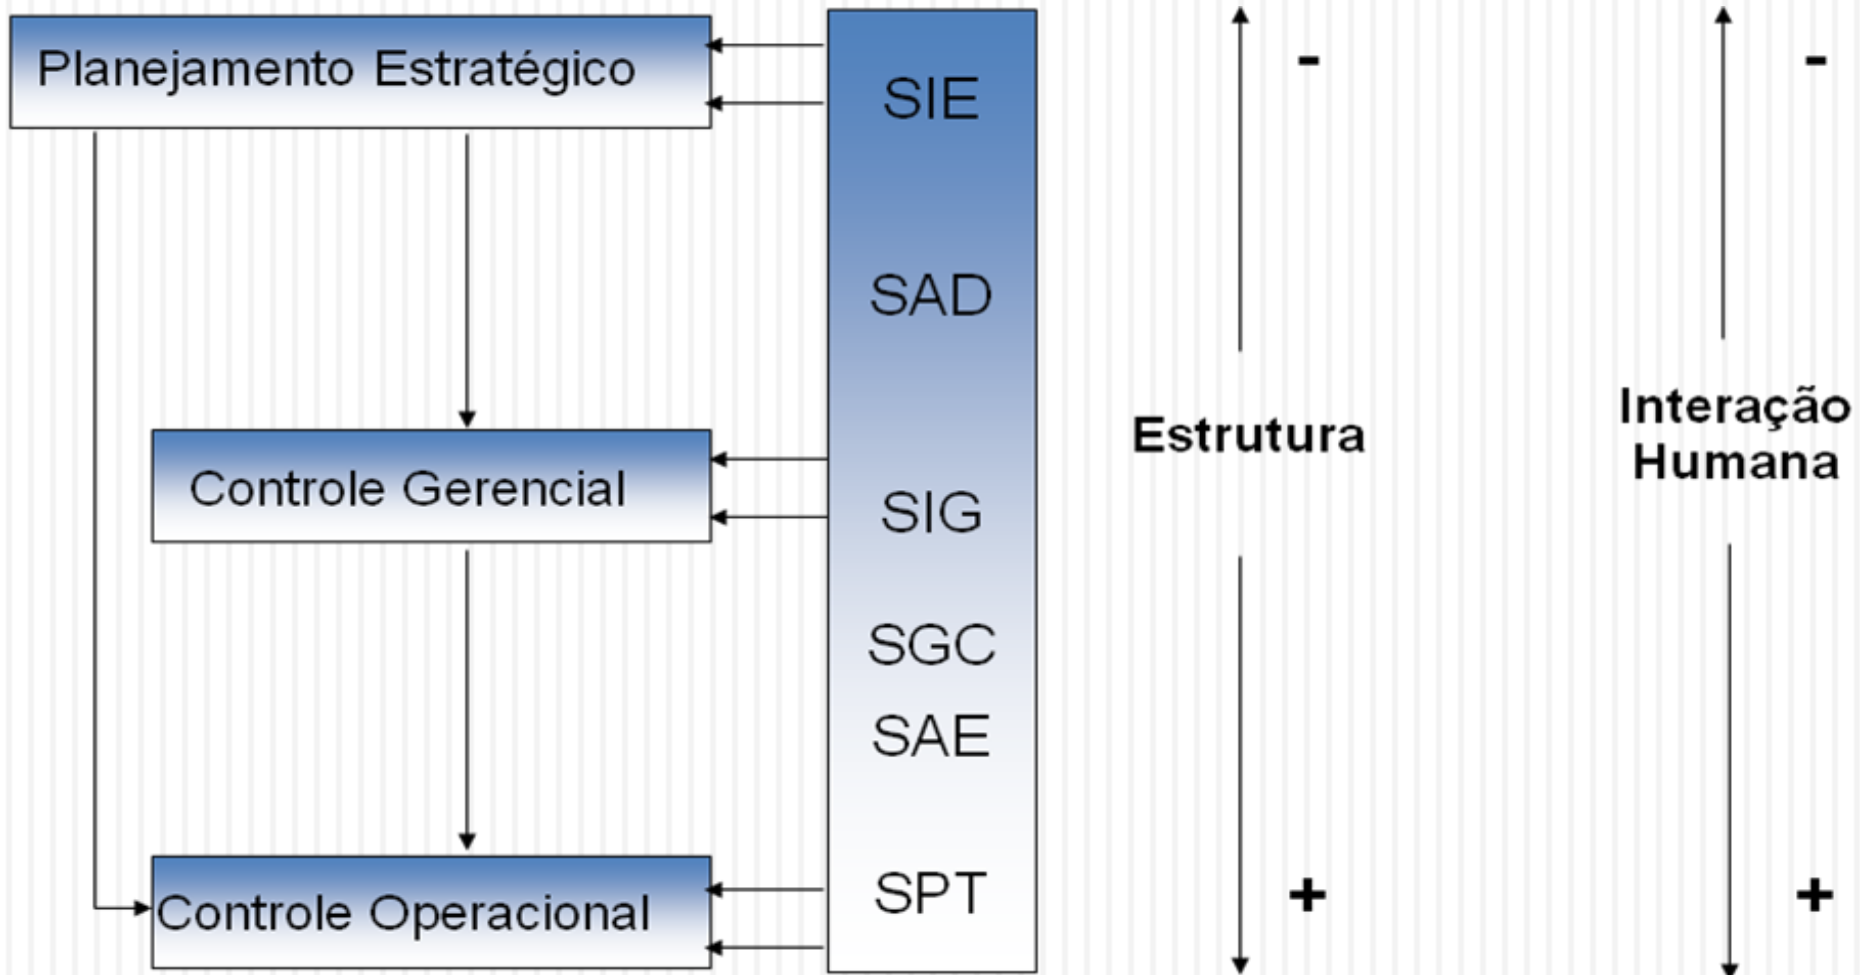 Planejamento Estratégico
Controle Gerencial
Controle Operacional
SIE
SAD
SIG
SGC
SAE
SPT
-
Estrutura
+
-
Interação
Humana
+